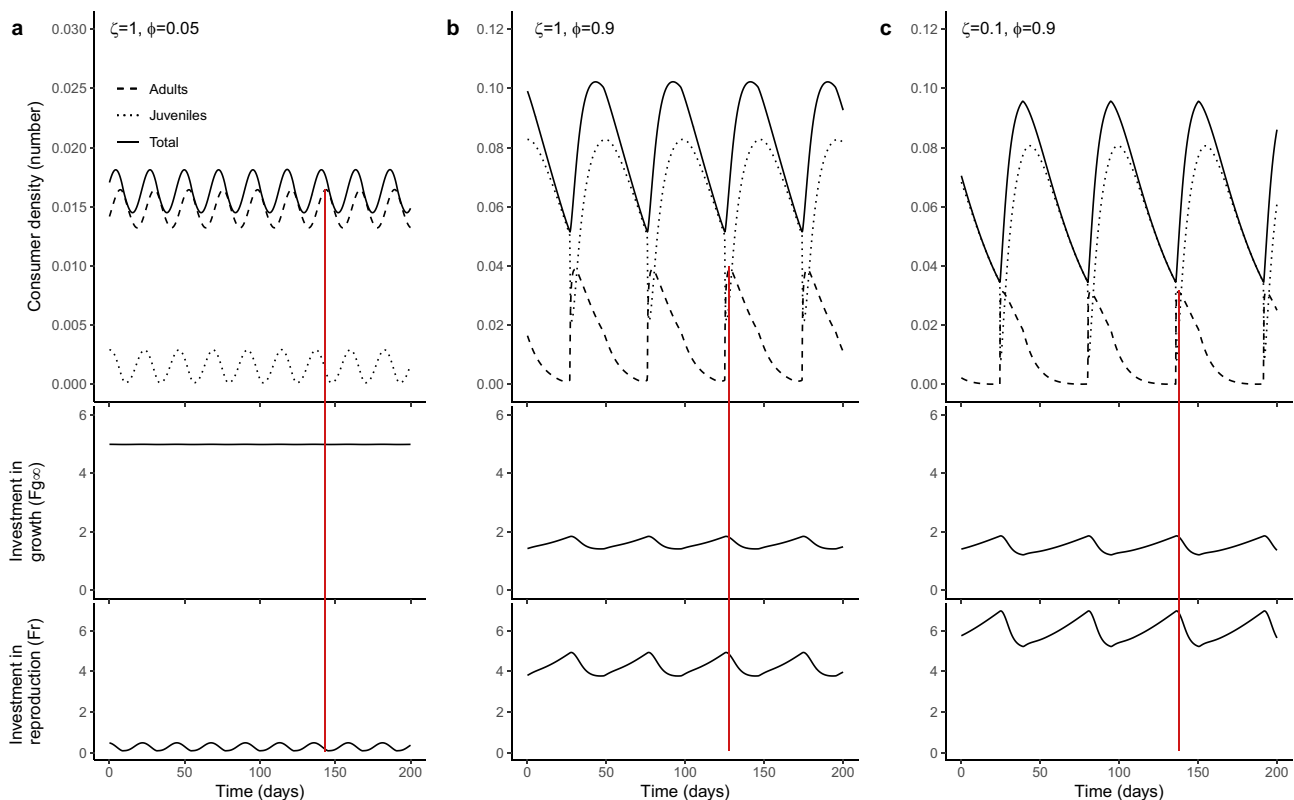 a
ζ=1, ϕ=0.05
Adults
Juveniles
Total
Consumer density (number)
0.030
0.025
0.020
0.015
0.010
0.005
0.000
Investment in
growth (Fg∞)
6
4
2
0
Investment in
reproduction (Fr)
6
4
2
0
0 50 100 150 200
Time (days)
b
ζ=1, ϕ=0.9
0.12
0.10
0.08
0.06
0.04
0.02
0.00
6
4
2
0
6
4
2
0
0 50 100 150 200
Time (days)
c
ζ=0.1, ϕ=0.9
0.12
0.10
0.08
0.06
0.04
0.02
0.00
6
4
2
0
6
4
2
0
0 50 100 150 200
Time (days)